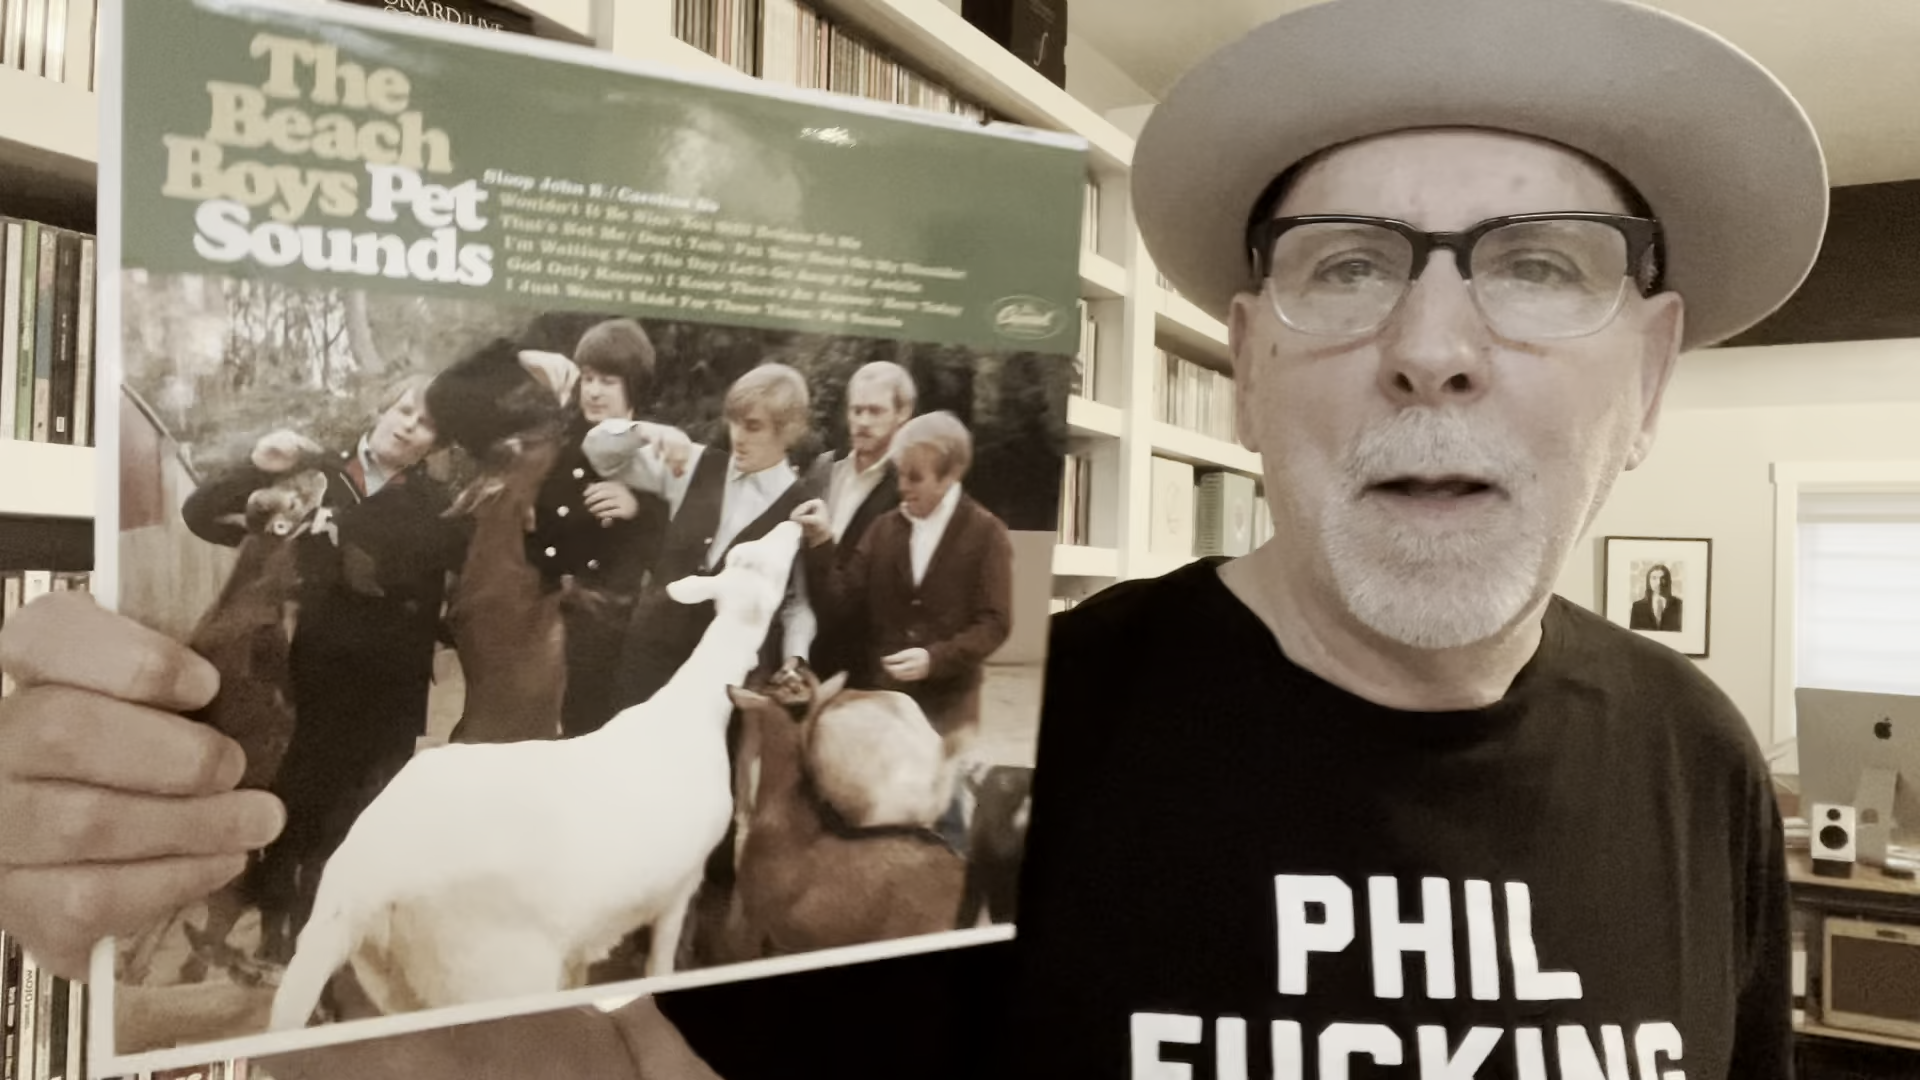 ONARD LIVE
The
Beach
Boys Pet
Sounds
Sloop John B. / Caroline No
Wouldn't It Be Nice / You Still Believe In Me
That's Not Me / Don't Talk (Put Your Head On My Shoulder)
I'm Waiting For The Day / Let's Go Away For Awhile
God Only Knows / I Know There's An Answer / Here Today
I Just Wasn't Made For These Times / Pet Sounds
Capitol
PHIL
FUCKING